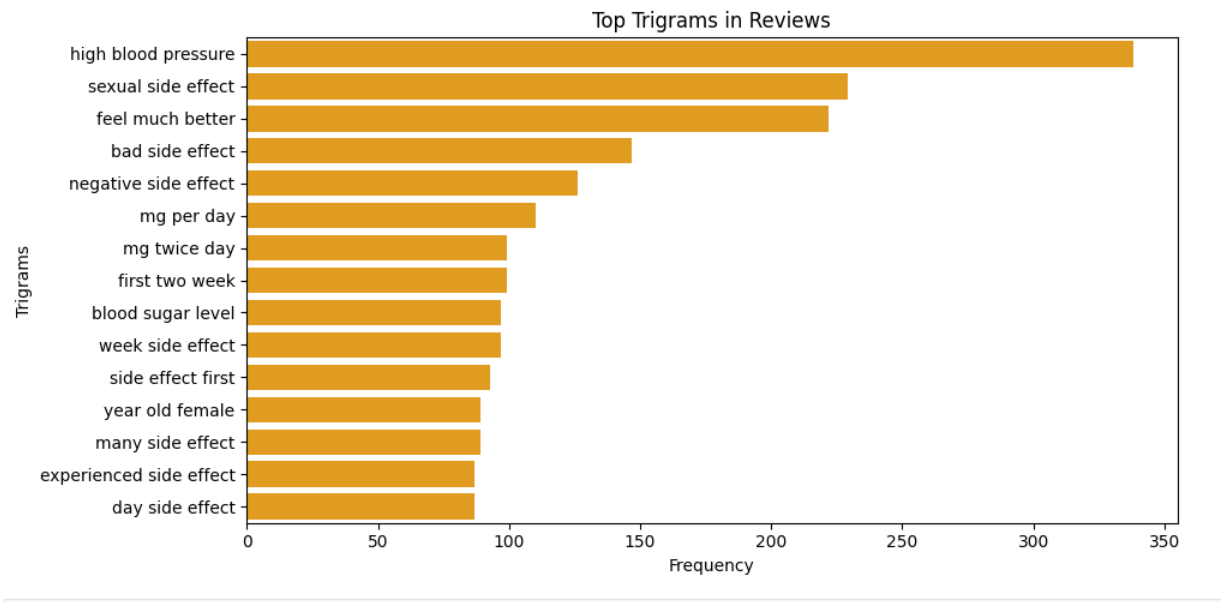 Top Trigrams in Reviews
high blood pressure
sexual side effect
feel much better
bad side effect
negative side effect
mg per day
mg twice day
first two week
blood sugar level
week side effect
side effect first
year old female
many side effect
experienced side effect
day side effect
Trigrams
0 50 100 150 200 250 300 350
Frequency